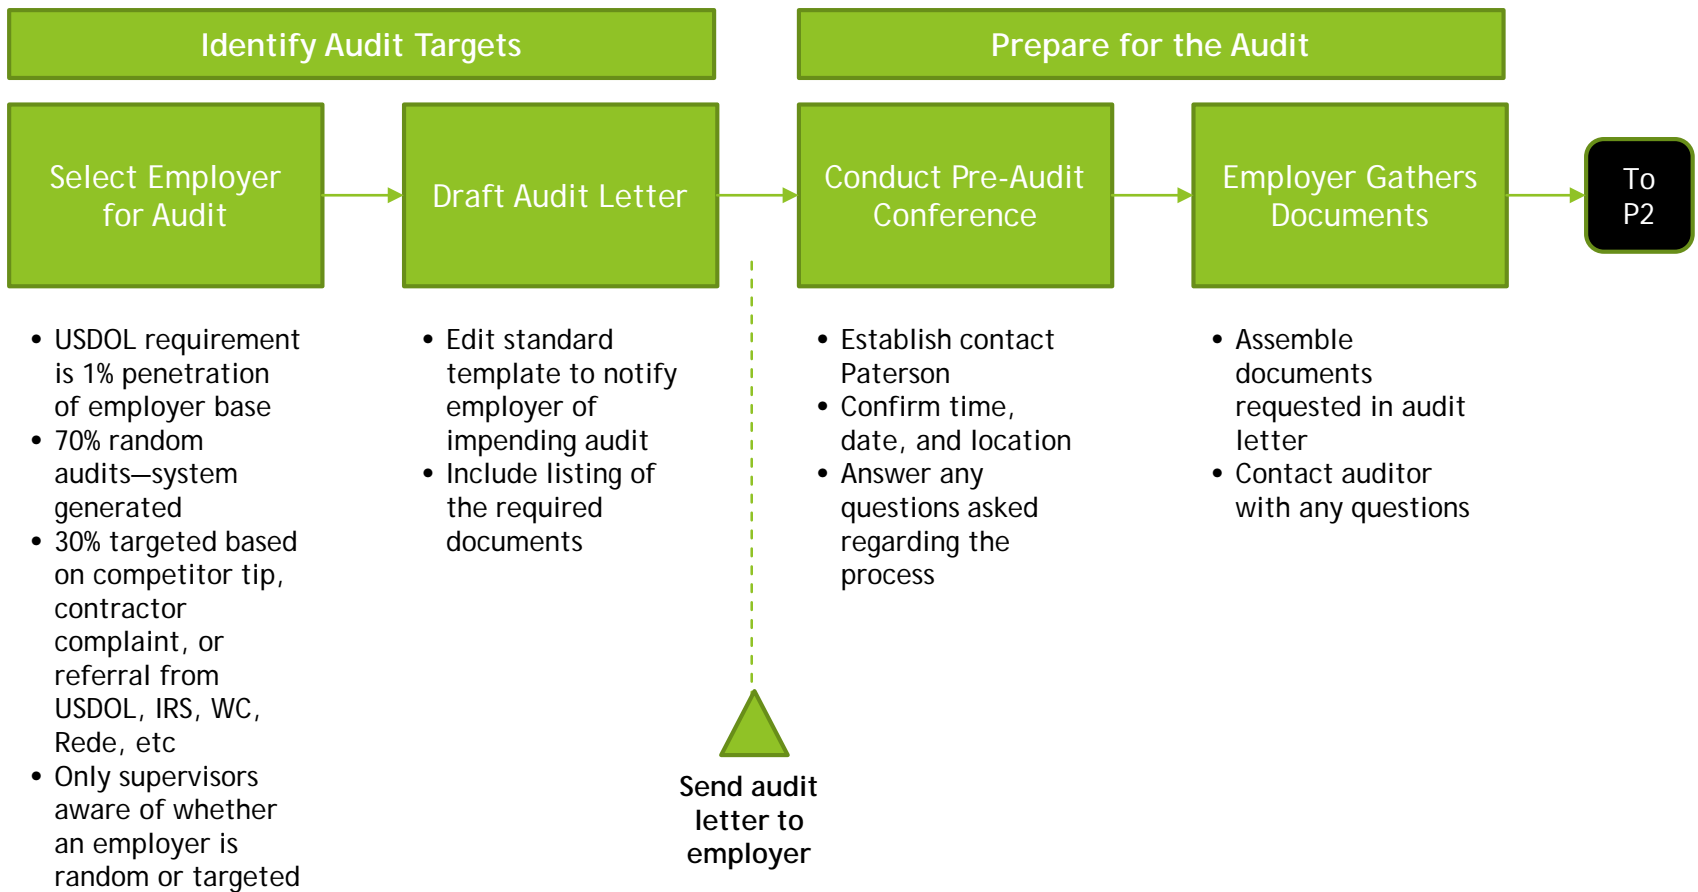 Identify Audit Targets
Prepare for the Audit
Select Employer
for Audit
Draft Audit Letter
Conduct Pre-Audit
Conference
Employer Gathers
Documents
To
P2
• USDOL requirement
is 1% penetration
of employer base
• 70% random
audits—system
generated
• 30% targeted based
on competitor tip,
contractor
complaint, or
referral from
USDOL, IRS, WC,
Rede, etc
• Only supervisors
aware of whether
an employer is
random or targeted
• Edit standard
template to notify
employer of
impending audit
• Include listing of
the required
documents
Send audit
letter to
employer
• Establish contact
Paterson
• Confirm time,
date, and location
• Answer any
questions asked
regarding the
process
• Assemble
documents
requested in audit
letter
• Contact auditor
with any questions